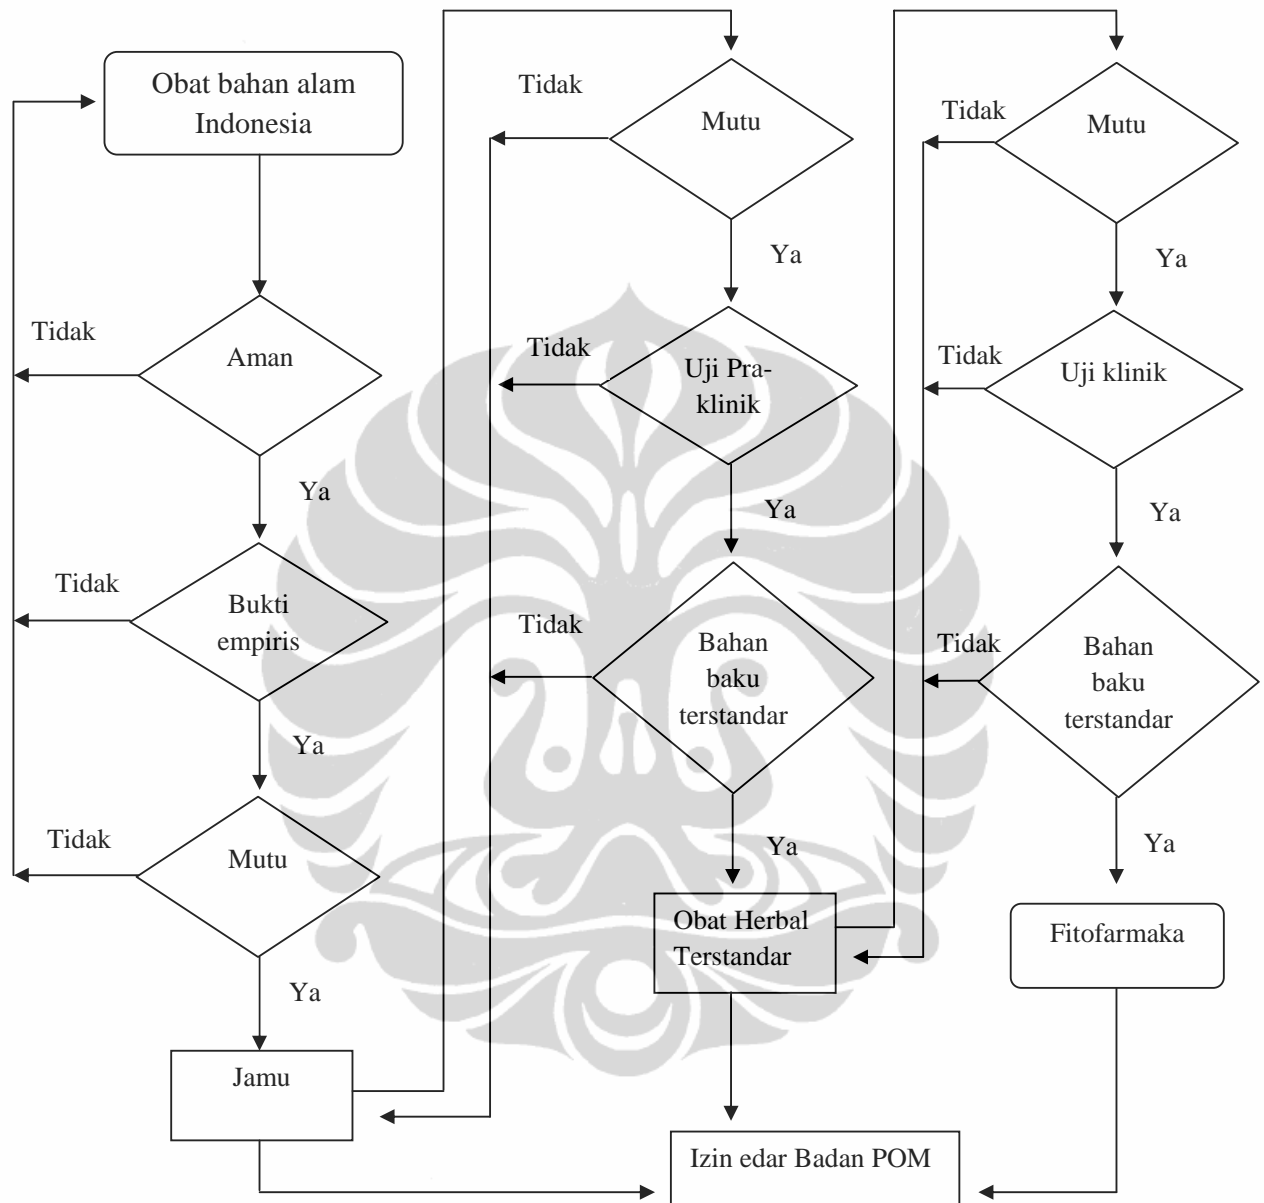 Obat bahan alam
Indonesia
Tidak
Aman
Ya
Tidak
Bukti
empiris
Ya
Tidak
Mutu
Ya
Jamu
Tidak
Mutu
Ya
Tidak
Uji Pra-
klinik
Ya
Tidak
Bahan
baku
terstandar
Ya
Obat Herbal
Terstandar
Tidak
Mutu
Ya
Tidak
Uji klinik
Ya
Tidak
Bahan
baku
terstandar
Ya
Fitofarmaka
Izin edar Badan POM